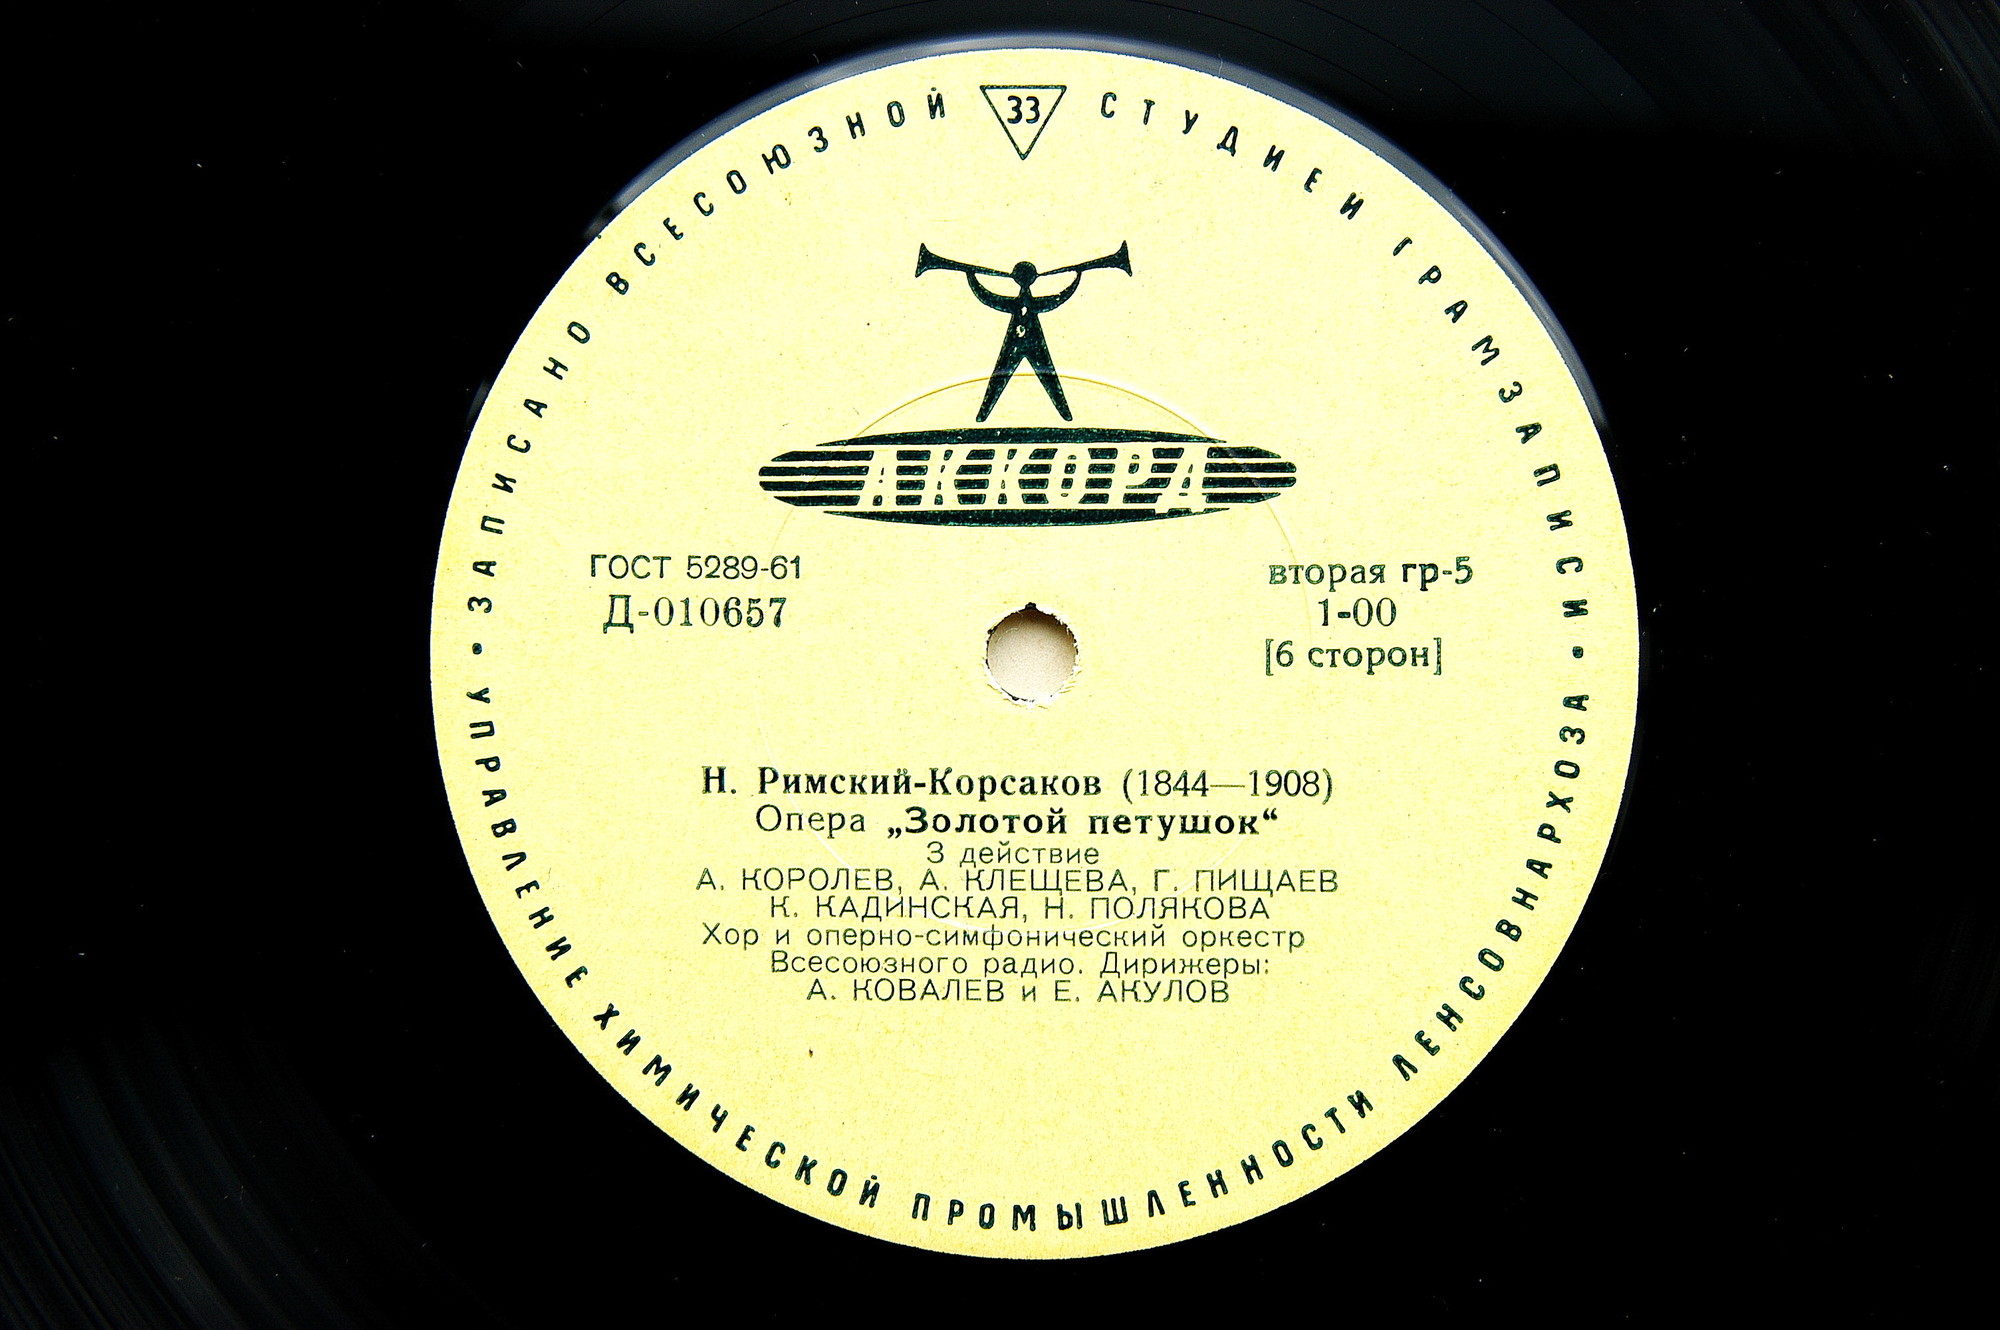 ЗАПИСАНО ВСЕСОЮЗНОЙ СТУДИЕЙ ГРАМЗАПИСИ •
33
АККОРД
ГОСТ 5289-61
Д-010657
вторая гр-5
1-00
[6 сторон]
Н. Римский-Корсаков (1844—1908)
Опера „Золотой петушок“
3 действие
А. КОРОЛЕВ, А. КЛЕЩЕВА, Г. ПИЩАЕВ
К. КАДИНСКАЯ, Н. ПОЛЯКОВА
Хор и оперно-симфонический оркестр
Всесоюзного радио. Дирижеры:
А. КОВАЛЕВ и Е. АКУЛОВ
УПРАВЛЕНИЕ ХИМИЧЕСКОЙ ПРОМЫШЛЕННОСТИ ЛЕНСОВНАРХОЗА •